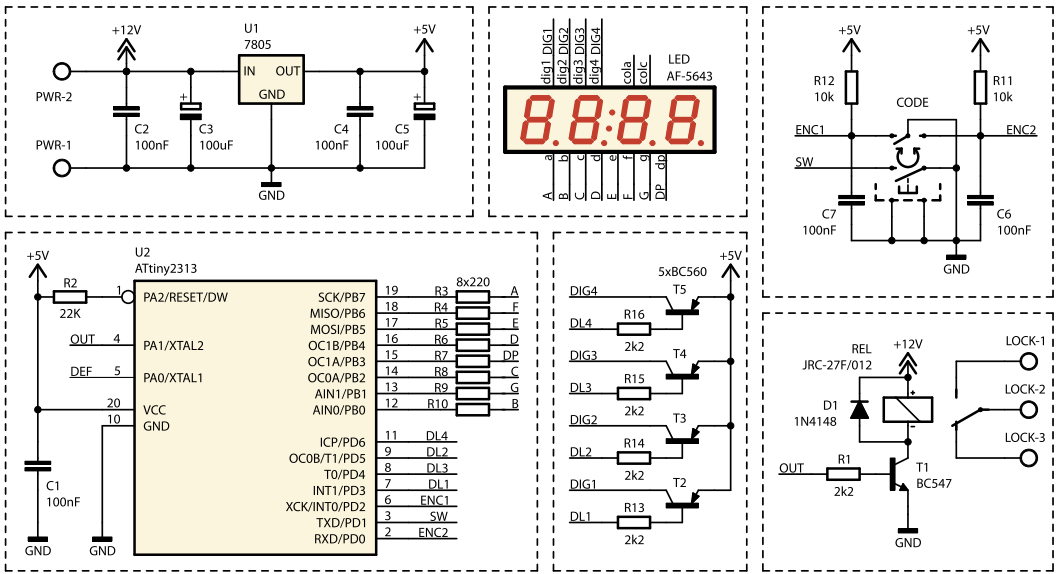 +12V
U1
7805
+5V
IN OUT
GND
PWR-2
PWR-1
+
C2
100nF
C3
100uF
C4
100nF
+
C5
100uF
GND
dig1 DIG1
dig2 DIG2
dig3 DIG3
dig4 DIG4
cola
colc
LED
AF-5643
8.8.:8.8.
a b c d e f g dp
A B C D E F G DP
+5V
+5V
R12
10k
R11
10k
CODE
ENC1
ENC2
SW
C7
100nF
C6
100nF
GND
+5V
U2
ATtiny2313
R2
22K
1 PA2/RESET/DW
OUT 4 PA1/XTAL2
DEF 5 PA0/XTAL1
20 VCC
10 GND
C1
100nF
GND
GND
8x220
SCK/PB7 19 R3 A
MISO/PB6 18 R4 F
MOSI/PB5 17 R5 E
OC1B/PB4 16 R6 D
OC1A/PB3 15 R7 DP
OC0A/PB2 14 R8 C
AIN1/PB1 13 R9 G
AIN0/PB0 12 R10 B
ICP/PD6 11 DL4
OC0B/T1/PD5 9 DL2
T0/PD4 8 DL3
INT1/PD3 7 DL1
XCK/INT0/PD2 6 ENC1
TXD/PD1 3 SW
RXD/PD0 2 ENC2
5xBC560
+5V
DIG4
T5
DL4
R16
2k2
DIG3
T4
DL3
R15
2k2
DIG2
T3
DL2
R14
2k2
DIG1
T2
DL1
R13
2k2
REL
JRC-27F/012
+12V
+
-
D1
1N4148
OUT
R1
2k2
T1
BC547
GND
LOCK-1
LOCK-2
LOCK-3